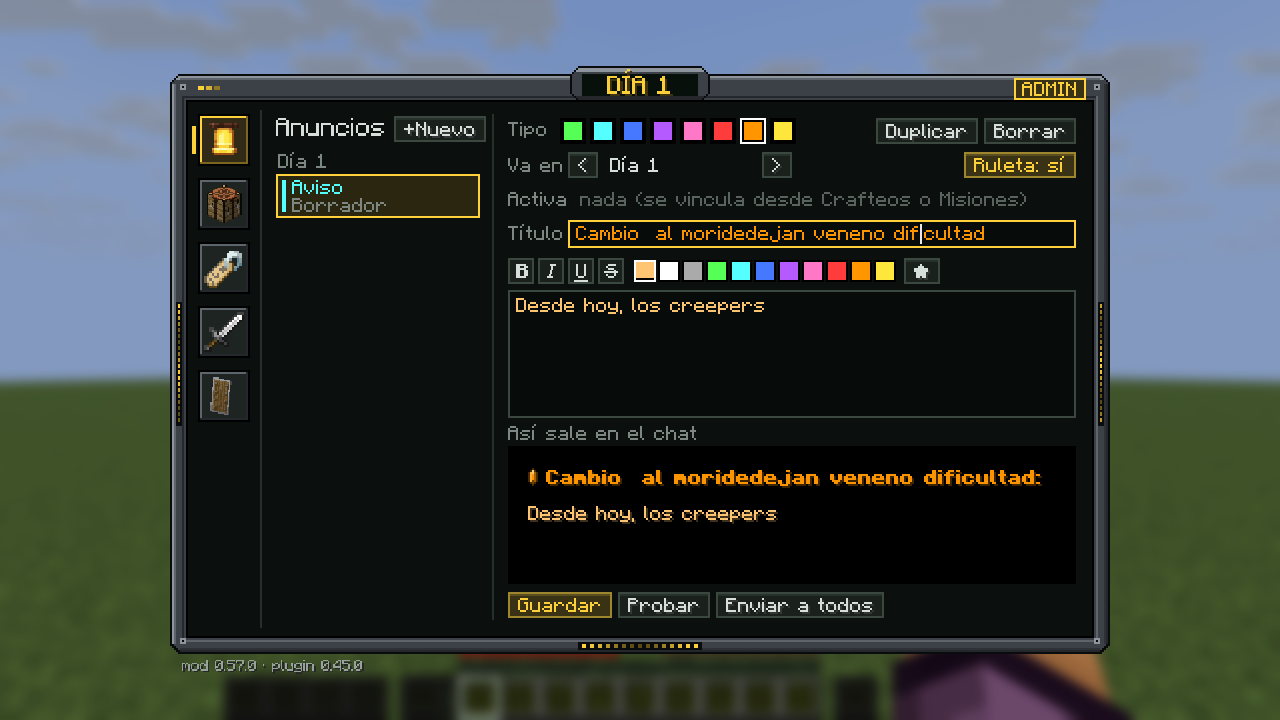 DÍA 1
ADMIN
Anuncios
+Nuevo
Día 1
Aviso
Borrador
Tipo
Duplicar
Borrar
Va en < Día 1 >
Ruleta: sí
Activa nada (se vincula desde Crafteos o Misiones)
Título Cambio  al moridedejan veneno dificultad
B I U S
Desde hoy, los creepers
Así sale en el chat
Cambio  al moridedejan veneno dificultad:
Desde hoy, los creepers
Guardar
Probar
Enviar a todos
mod 0.57.0 · plugin 0.45.0